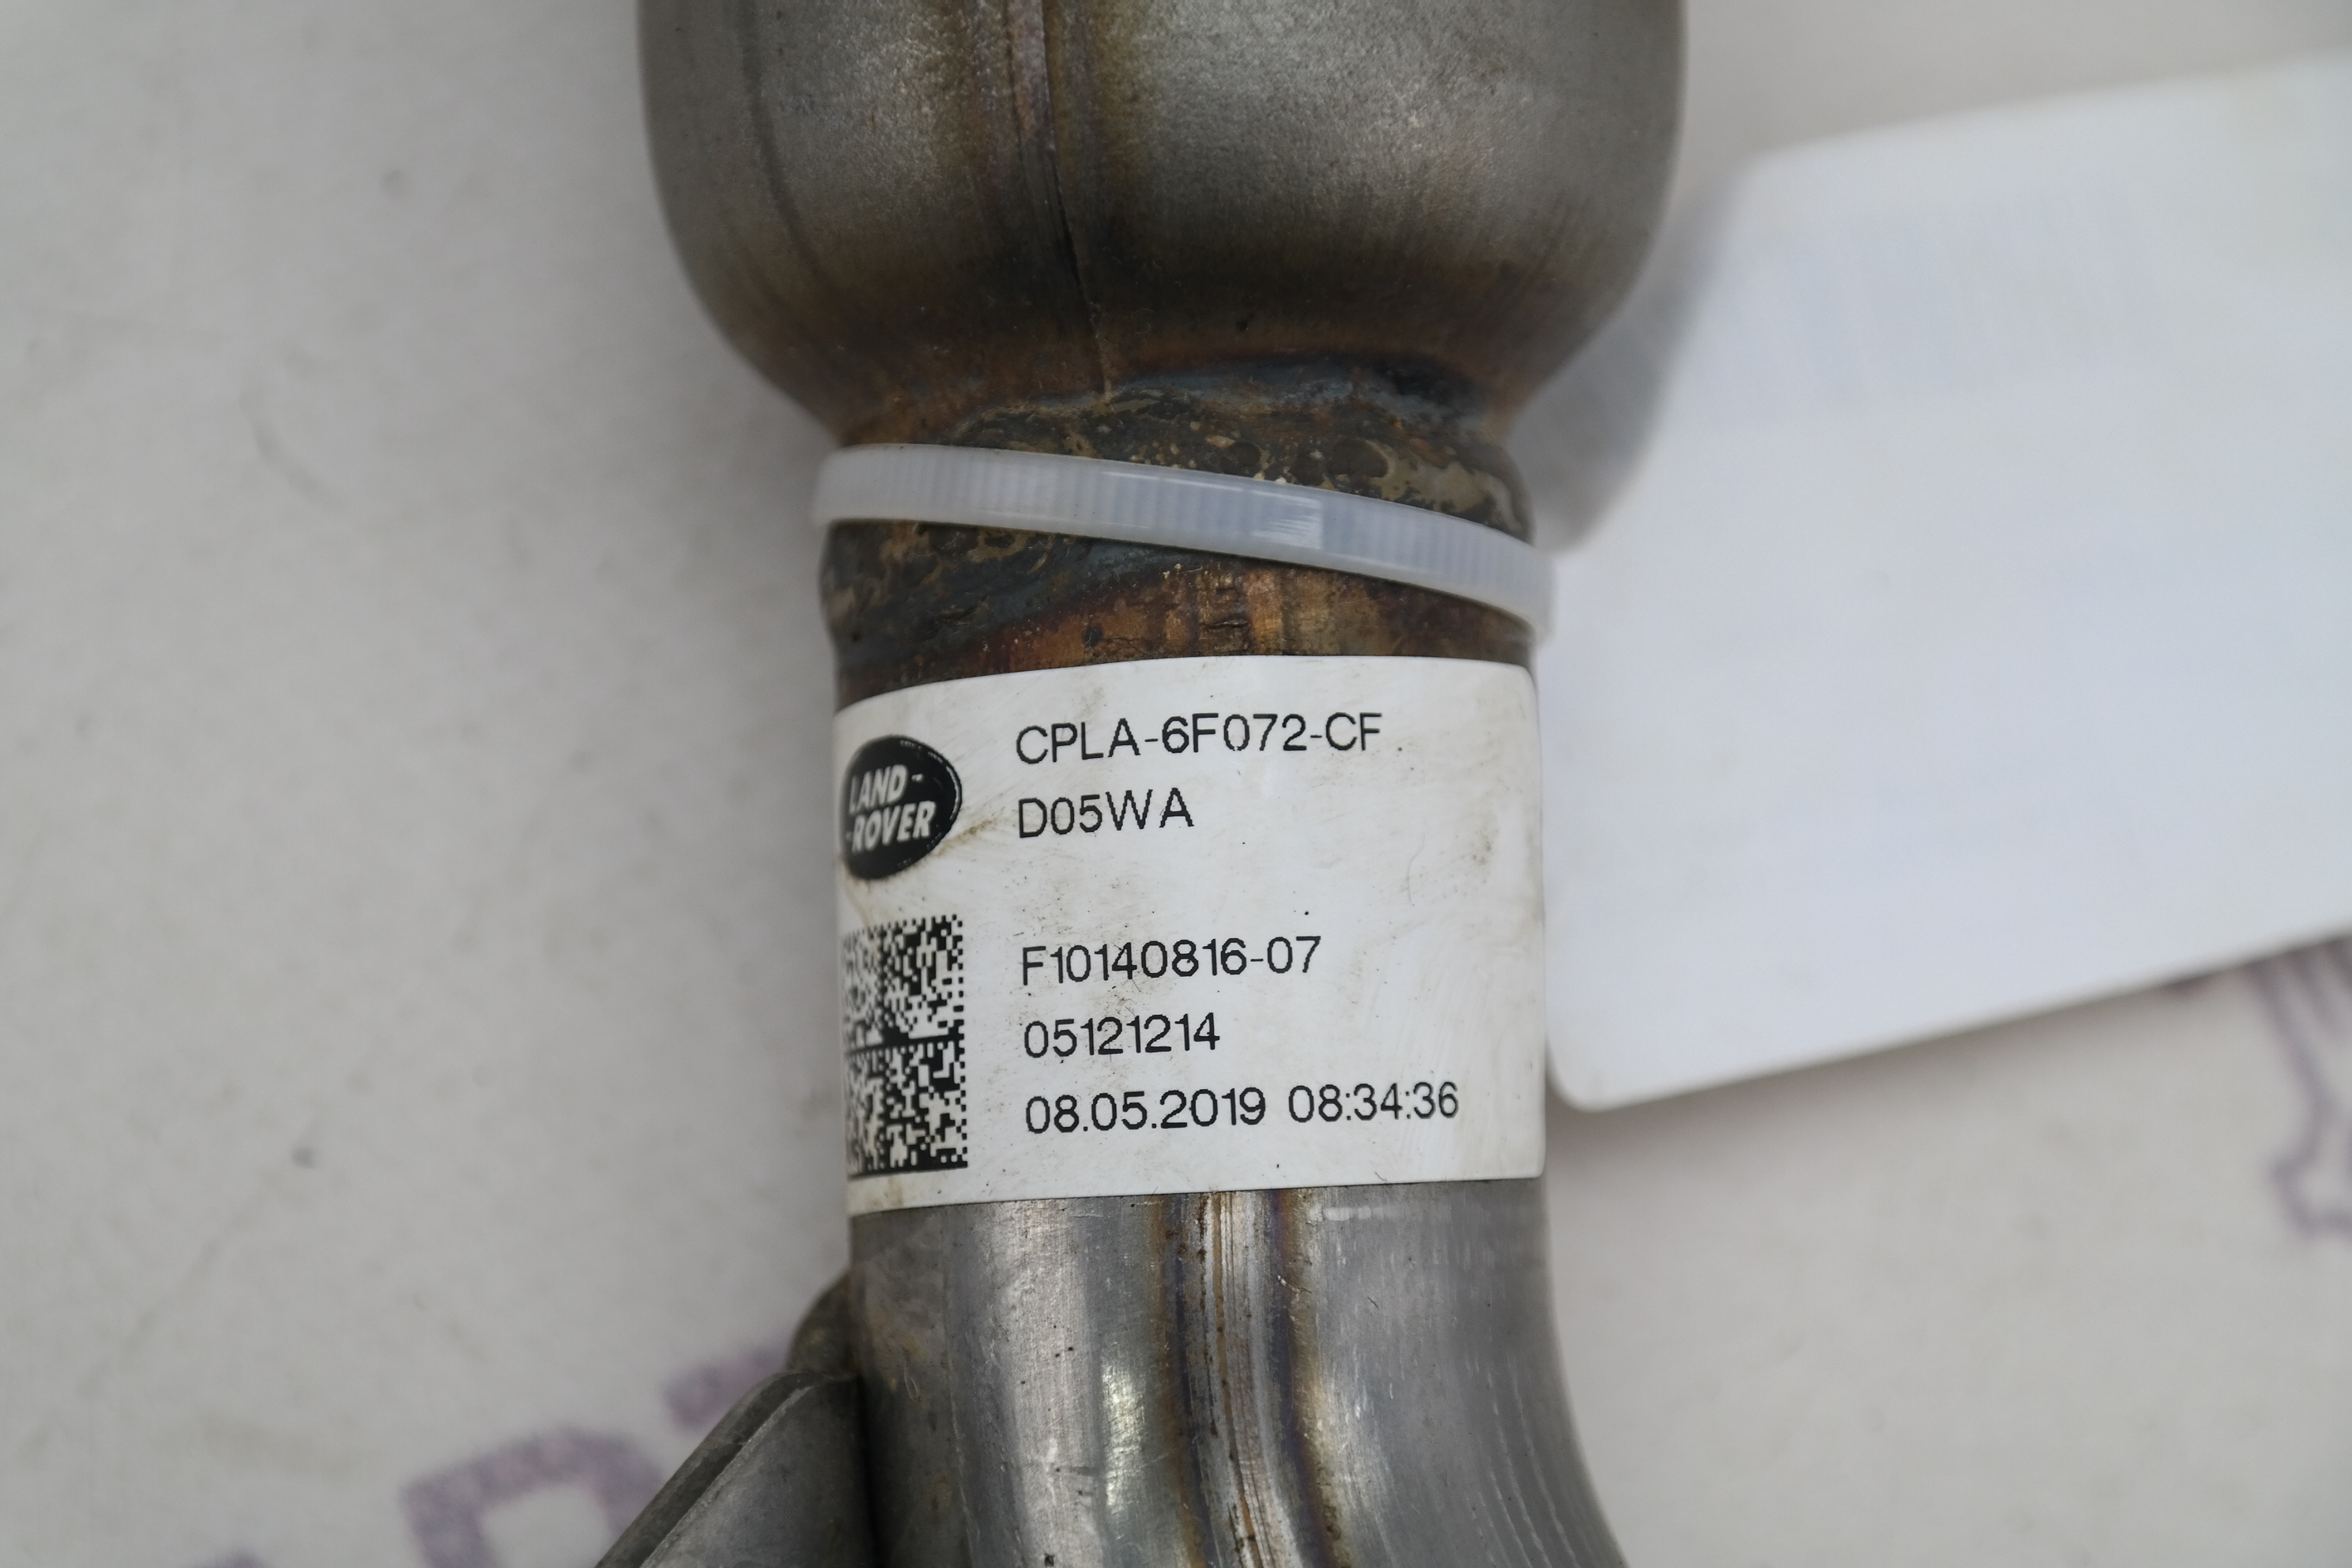 CPLA-6F072-CF
D05WA
LAND-
-ROVER
F10140816-07
05121214
08.05.2019 08:34:36